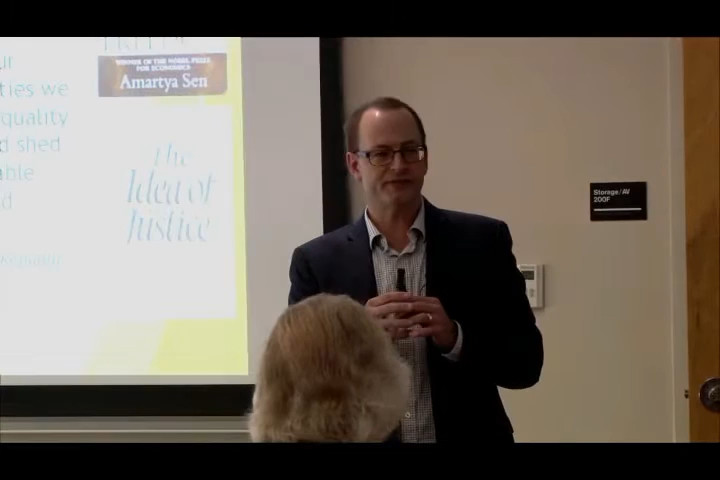 ur
ties we
quality
d shed
able
d
WINNER OF THE NOBEL PRIZE
FOR ECONOMICS
Amartya Sen
The
Idea of
Justice
Storage/AV
200F